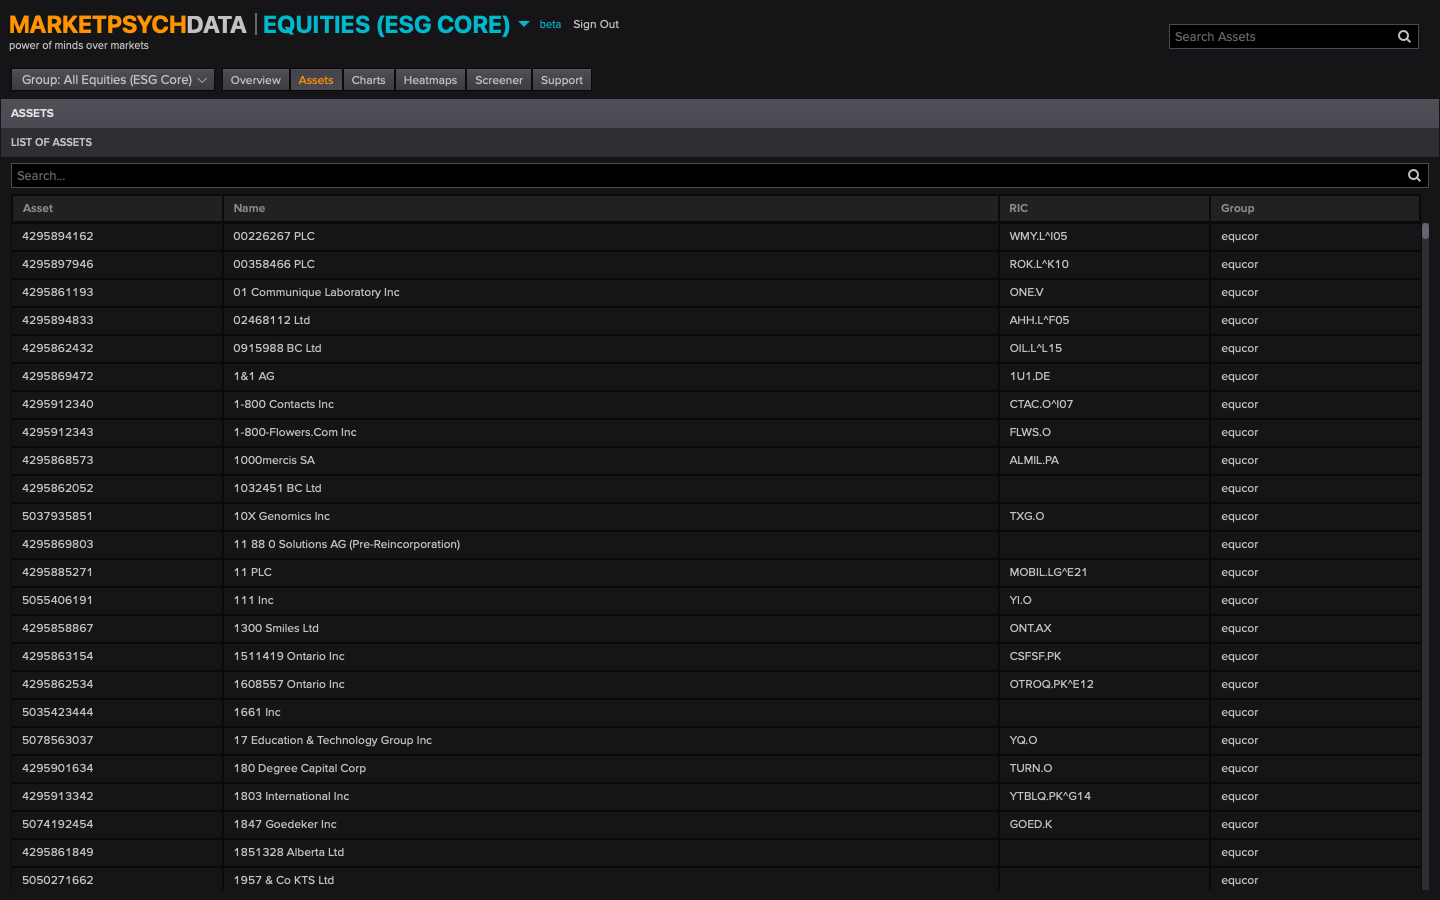 MARKETPSYCHDATA | EQUITIES (ESG CORE) beta Sign Out
power of minds over markets
Search Assets
Group: All Equities (ESG Core) Overview Assets Charts Heatmaps Screener Support
ASSETS
LIST OF ASSETS
Search...
Asset Name RIC Group
4295894162 00226267 PLC WMY.L^I05 equcor
4295897946 00358466 PLC ROK.L^K10 equcor
4295861193 01 Communique Laboratory Inc ONE.V equcor
4295894833 02468112 Ltd AHH.L^F05 equcor
4295862432 0915988 BC Ltd OIL.L^L15 equcor
4295869472 1&1 AG 1U1.DE equcor
4295912340 1-800 Contacts Inc CTAC.O^I07 equcor
4295912343 1-800-Flowers.Com Inc FLWS.O equcor
4295868573 1000mercis SA ALMIL.PA equcor
4295862052 1032451 BC Ltd equcor
5037935851 10X Genomics Inc TXG.O equcor
4295869803 11 88 0 Solutions AG (Pre-Reincorporation) equcor
4295885271 11 PLC MOBIL.LG^E21 equcor
5055406191 111 Inc YI.O equcor
4295858867 1300 Smiles Ltd ONT.AX equcor
4295863154 1511419 Ontario Inc CSFSF.PK equcor
4295862534 1608557 Ontario Inc OTROQ.PK^E12 equcor
5035423444 1661 Inc equcor
5078563037 17 Education & Technology Group Inc YQ.O equcor
4295901634 180 Degree Capital Corp TURN.O equcor
4295913342 1803 International Inc YTBLQ.PK^G14 equcor
5074192454 1847 Goedeker Inc GOED.K equcor
4295861849 1851328 Alberta Ltd equcor
5050271662 1957 & Co KTS Ltd equcor